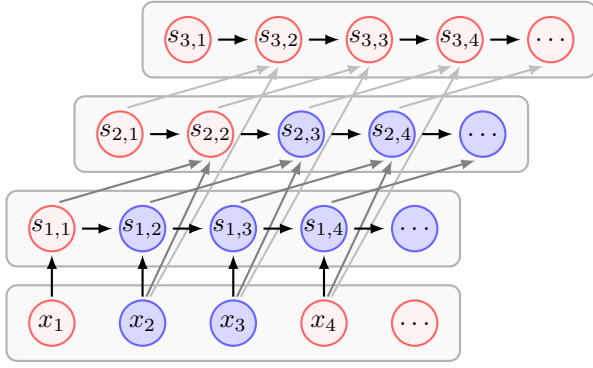 s3,1 s3,2 s3,3 s3,4 ...
s2,1 s2,2 s2,3 s2,4 ...
s1,1 s1,2 s1,3 s1,4 ...
x1 x2 x3 x4 ...